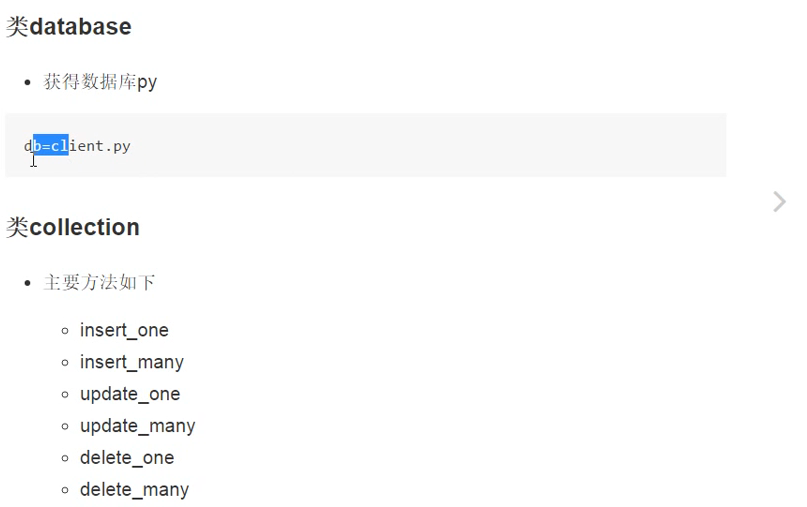 类database
获得数据库py
db=client.py
类collection
主要方法如下
insert_one
insert_many
update_one
update_many
delete_one
delete_many